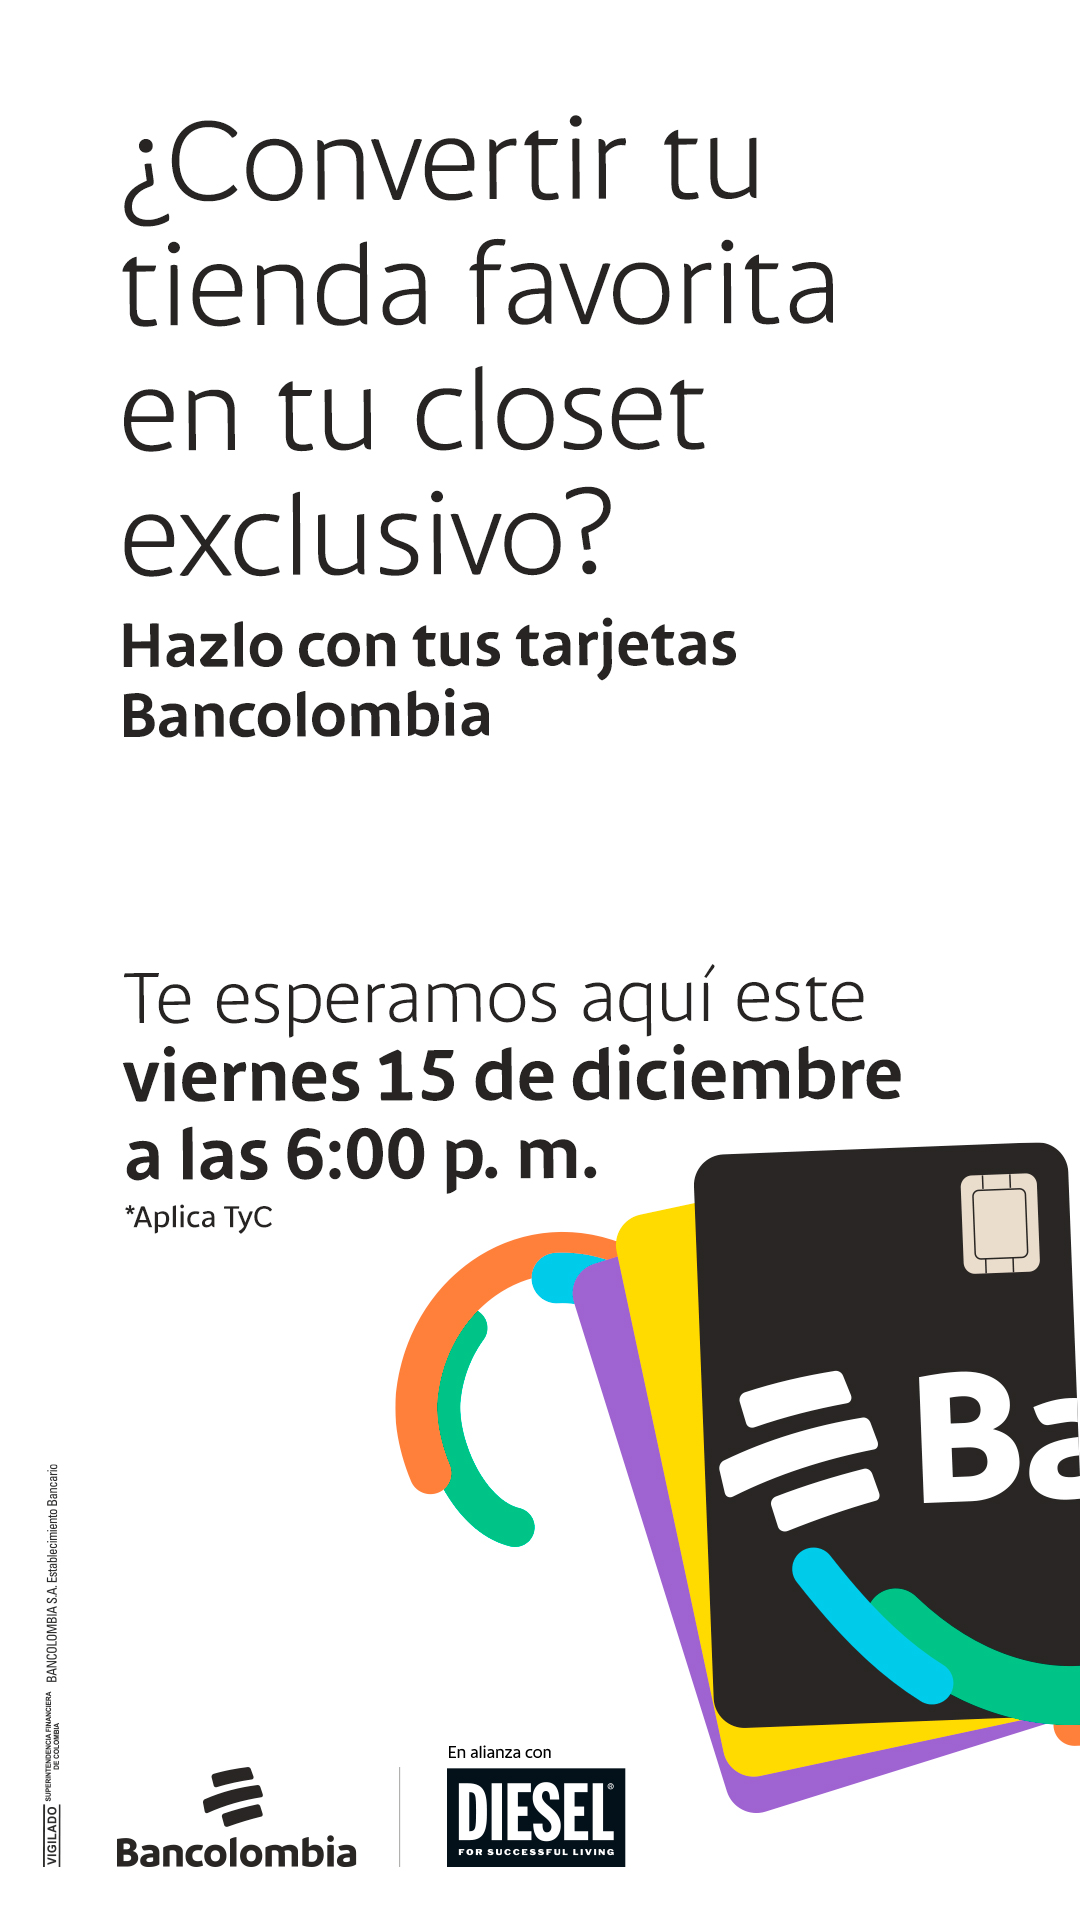 ¿Convertir tu
tienda favorita
en tu closet
exclusivo?
Hazlo con tus tarjetas
Bancolombia
Te esperamos aquí este
viernes 15 de diciembre
a las 6:00 p. m.
*Aplica TyC
Ba
BANCOLOMBIA S.A. Establecimiento Bancario
VIGILADO
SUPERINTENDENCIA FINANCIERA
DE COLOMBIA
Bancolombia
En alianza con
DIESEL®
FOR SUCCESSFUL LIVING